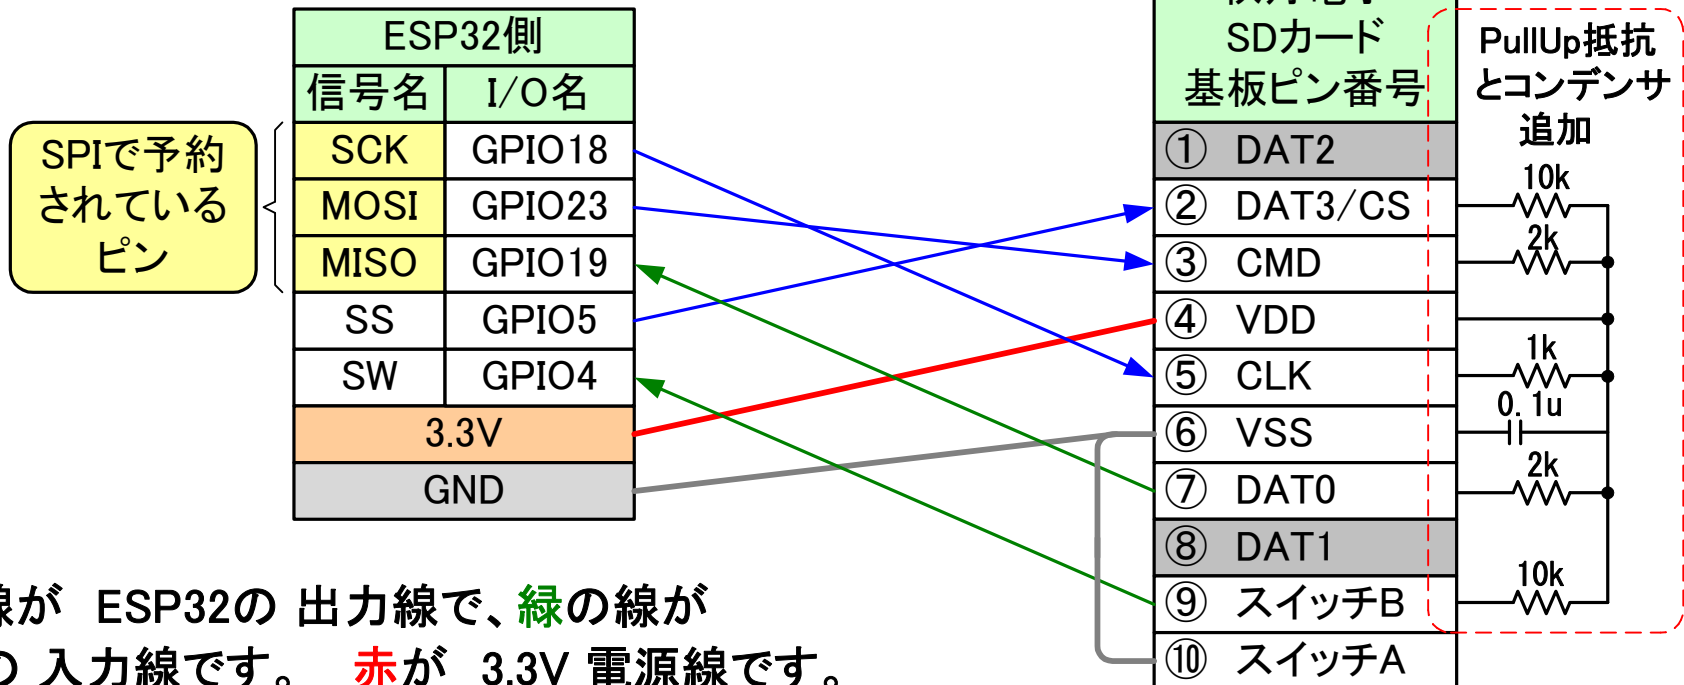 ESP32側
信号名 I/O名
SPIで予約
されている
ピン
SCK GPIO18
MOSI GPIO23
MISO GPIO19
SS GPIO5
SW GPIO4
3.3V
GND
SDカード
基板ピン番号
① DAT2
② DAT3/CS
③ CMD
④ VDD
⑤ CLK
⑥ VSS
⑦ DAT0
⑧ DAT1
⑨ スイッチB
⑩ スイッチA
PullUp抵抗
とコンデンサ
追加
10k
2k
1k
0.1u
2k
10k
線が ESP32の 出力線で、緑の線が
の 入力線です。 赤が 3.3V 電源線です。